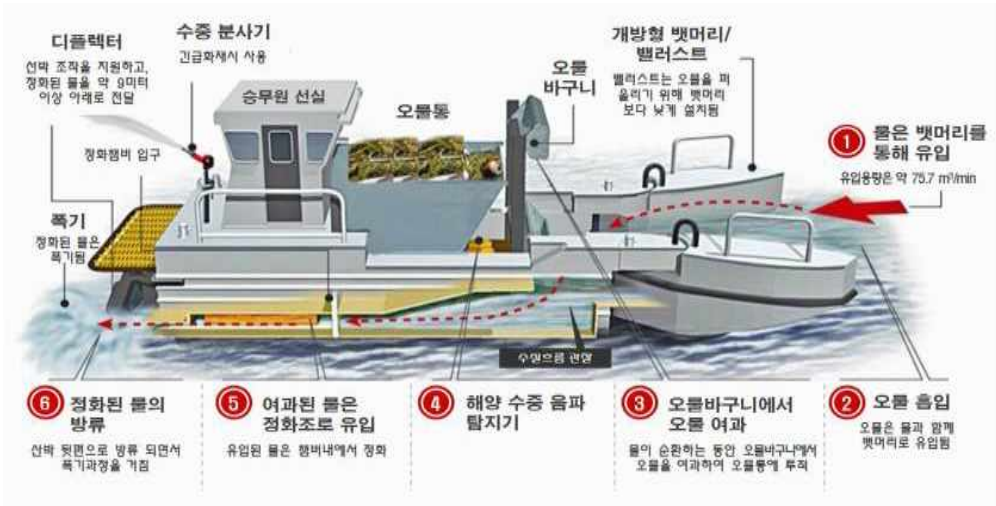 디플렉터
선박 조작을 지원하고,
정화된 물을 약 9미터
이상 아래로 전달
수중 분사기
긴급화재시 사용
승무원 선실
오물통
오물
바구니
개방형 뱃머리/
밸러스트
밸러스트는 오물을 퍼
올리기 위해 뱃머리
보다 낮게 설치됨
1 물은 뱃머리를
통해 유입
유입용량은 약 75.7 m³/min
정화챔버 입구
폭기
정화된 물은
폭기됨
수질흐름 관찰
6 정화된 물의
방류
산박 뒷편으로 방류 되면서
폭기과정을 거침
5 여과된 물은
정화조로 유입
유입된 물은 챔버내에서 정화
4 해양 수중 음파
탐지기
3 오물바구니에서
오물 여과
물이 순환하는 동안 오물바구니에서
오물을 여과하여 오물통에 투척
2 오물 흡입
오물은 물과 함께
뱃머리로 유입됨